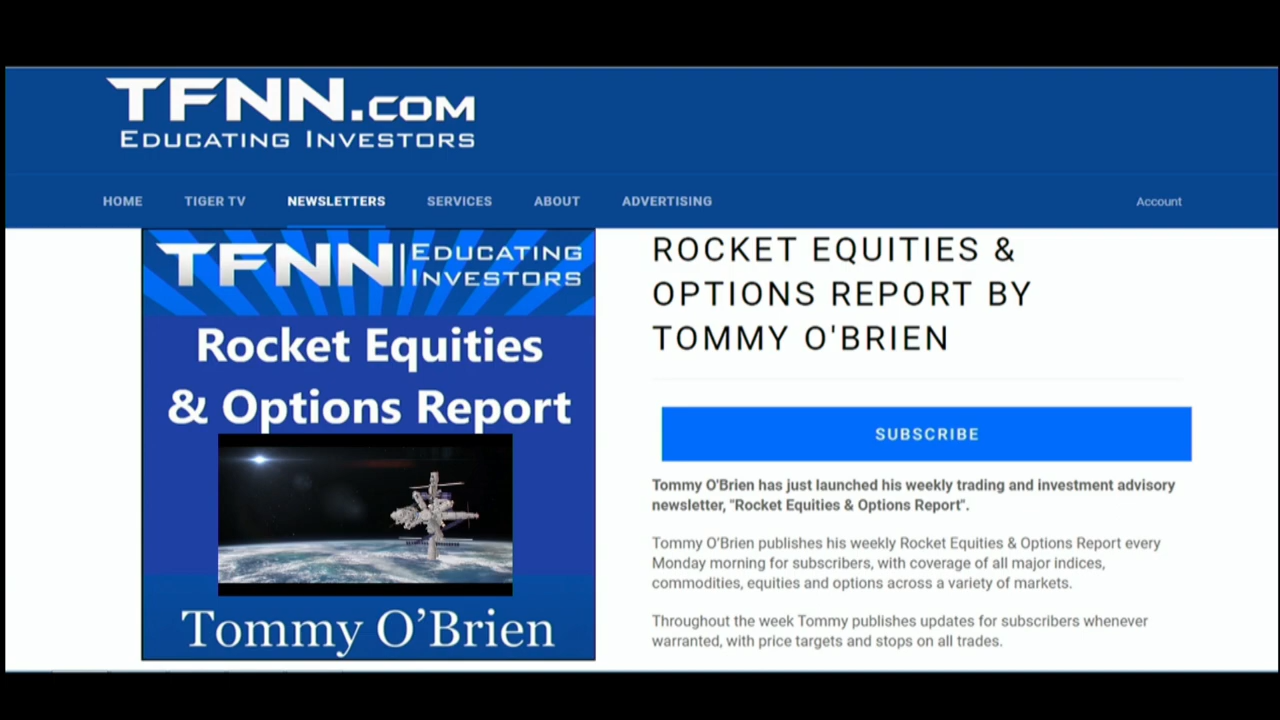 TFNN.COM
EDUCATING INVESTORS
HOME TIGER TV NEWSLETTERS SERVICES ABOUT ADVERTISING Account
TFNN EDUCATING
INVESTORS
Rocket Equities
& Options Report
Tommy O’Brien
ROCKET EQUITIES &
OPTIONS REPORT BY
TOMMY O'BRIEN
SUBSCRIBE
Tommy O'Brien has just launched his weekly trading and investment advisory
newsletter, "Rocket Equities & Options Report".
Tommy O'Brien publishes his weekly Rocket Equities & Options Report every
Monday morning for subscribers, with coverage of all major indices,
commodities, equities and options across a variety of markets.
Throughout the week Tommy publishes updates for subscribers whenever
warranted, with price targets and stops on all trades.